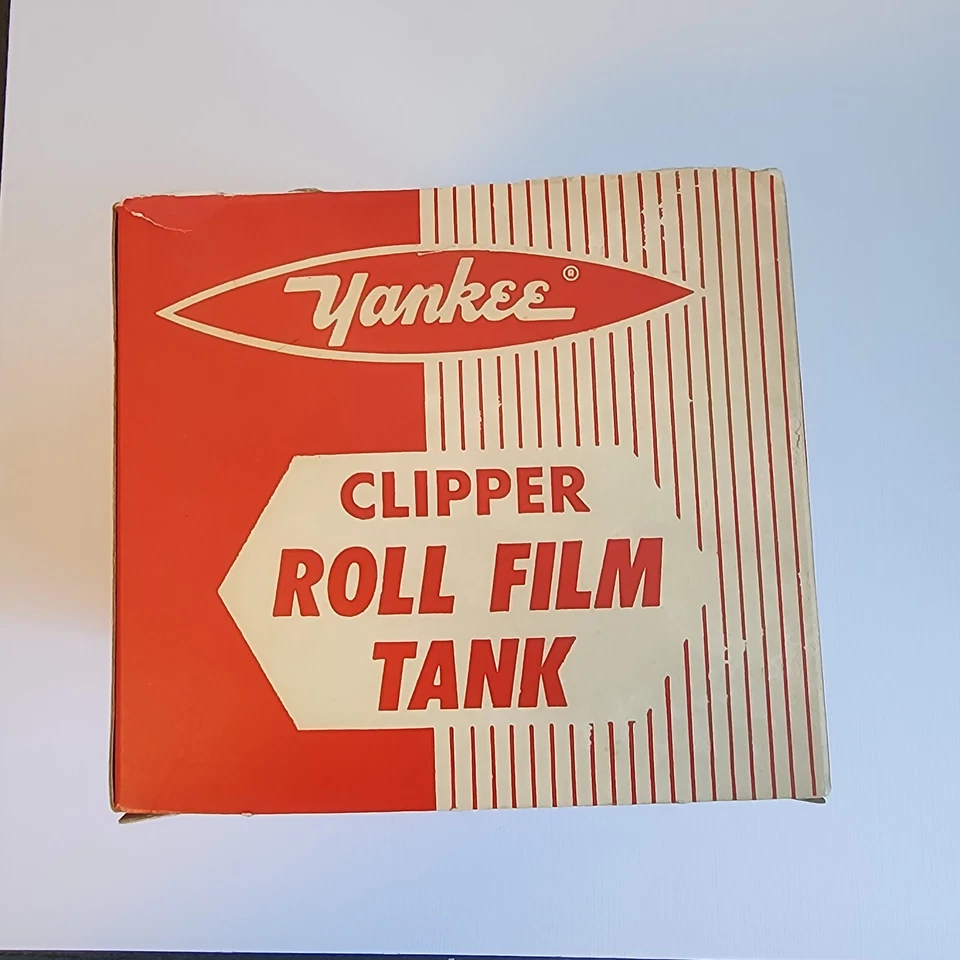 Yankee®
CLIPPER
ROLL FILM
TANK